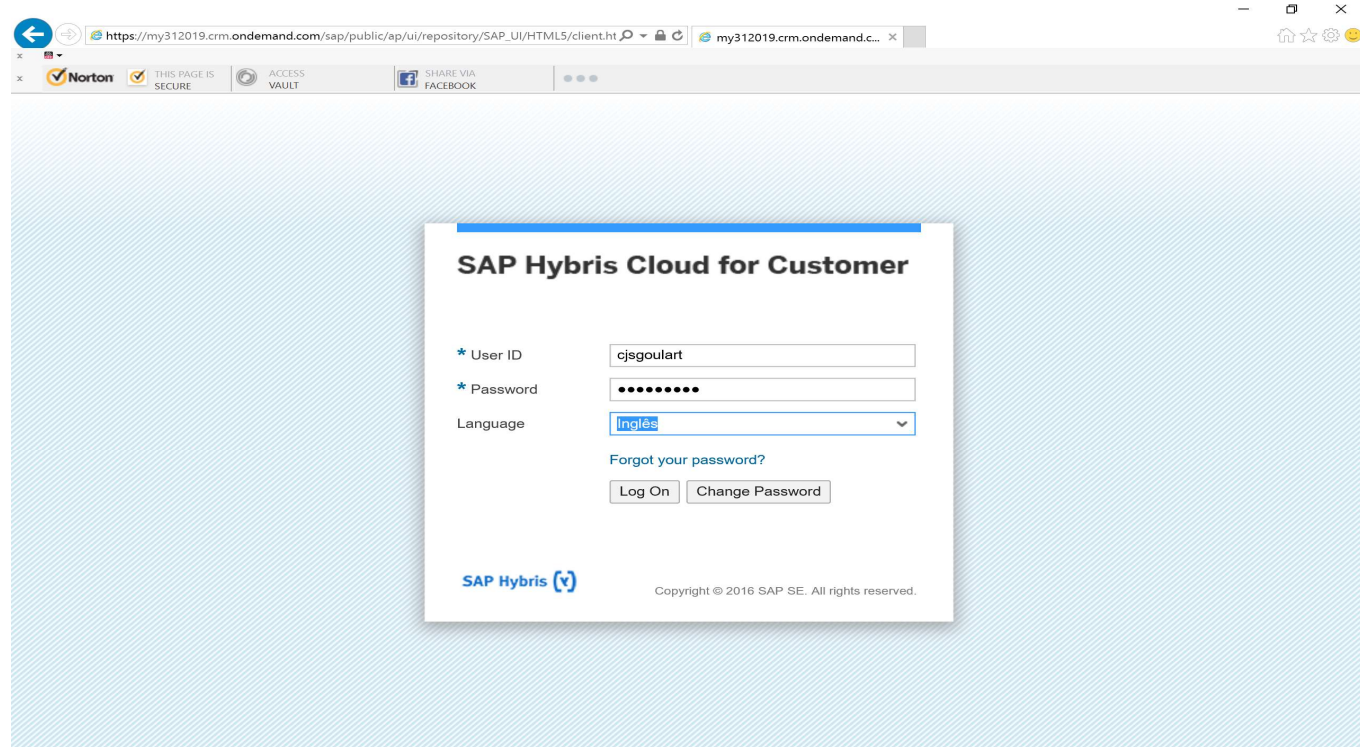 https://my312019.crm.ondemand.com/sap/public/ap/ui/repository/SAP_UI/HTML5/client.ht
my312019.crm.ondemand.c...
Norton
THIS PAGE IS SECURE
ACCESS VAULT
SHARE VIA FACEBOOK
SAP Hybris Cloud for Customer
* User ID cjsgoulart
* Password •••••••••
Language Inglês
Forgot your password?
Log On Change Password
SAP Hybris (Y)
Copyright © 2016 SAP SE. All rights reserved.